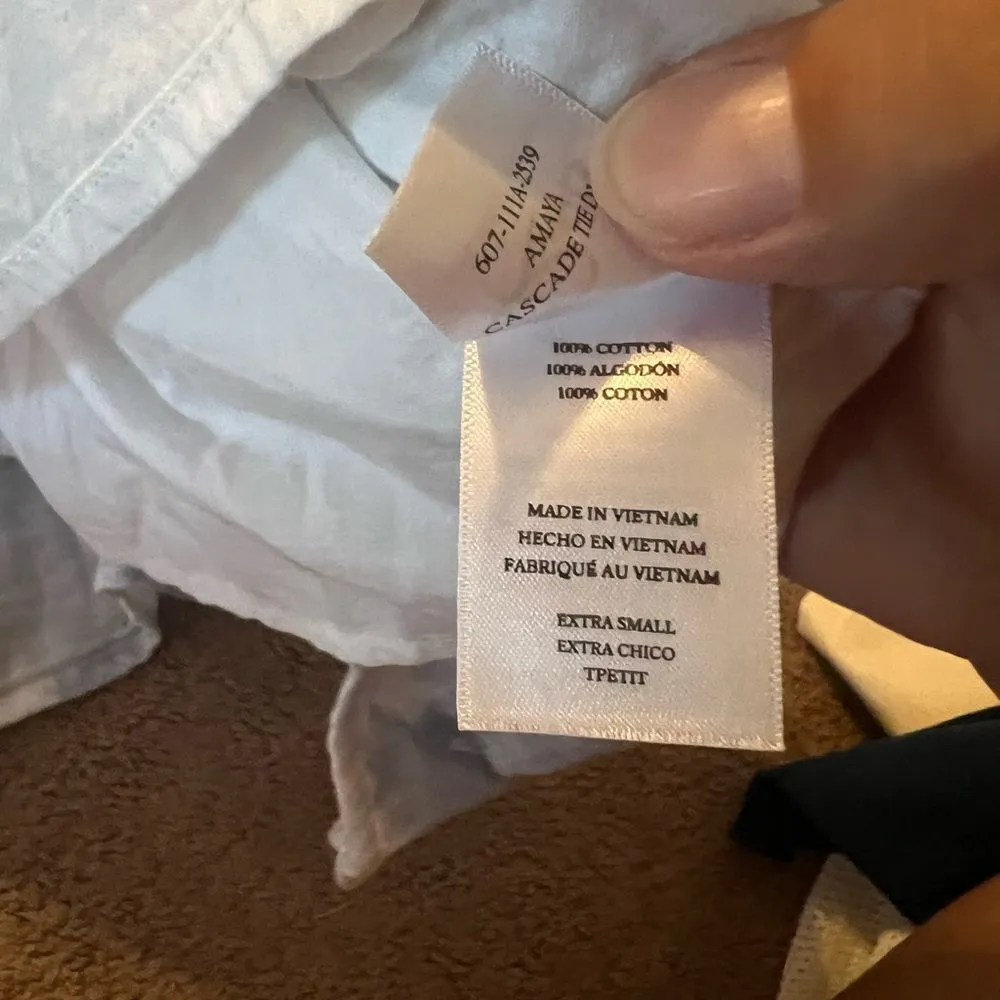 607-111A-2539
AMAYA
CASCADE TIE D
100% COTTON
100% ALGODÓN
100% COTON
MADE IN VIETNAM
HECHO EN VIETNAM
FABRIQUÉ AU VIETNAM
EXTRA SMALL
EXTRA CHICO
TPETIT